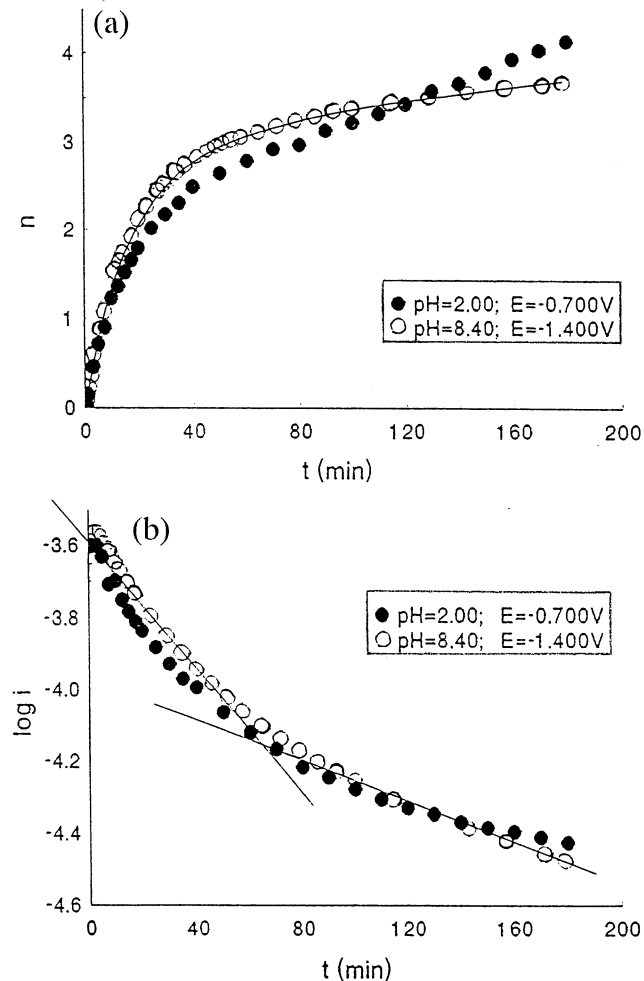 (a)
4
3
n
2
1
0
pH=2.00; E=-0.700V
pH=8.40; E=-1.400V
0 40 80 120 160 200
t (min)
(b)
-3.6
-3.8
-4.0
log i
-4.2
-4.4
-4.6
pH=2.00; E=-0.700V
pH=8.40; E=-1.400V
0 40 80 120 160 200
t (min)